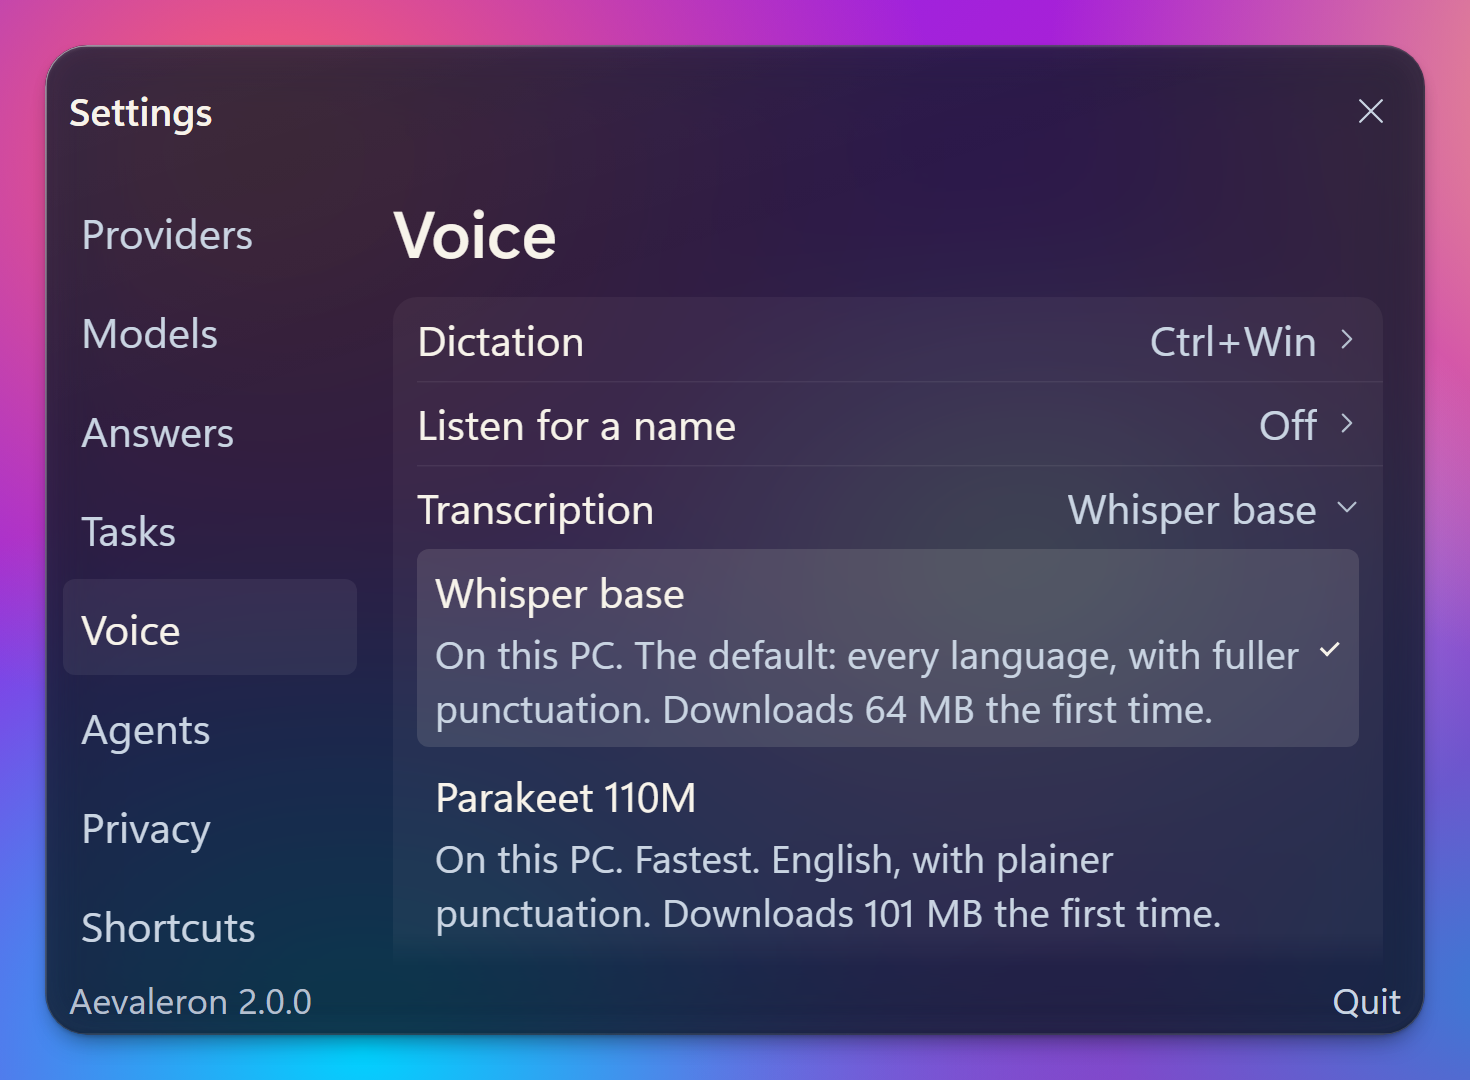 Settings
Providers
Models
Answers
Tasks
Voice
Agents
Privacy
Shortcuts
Aevaleron 2.0.0
Voice
Dictation Ctrl+Win
Listen for a name Off
Transcription Whisper base
Whisper base
On this PC. The default: every language, with fuller
punctuation. Downloads 64 MB the first time.
Parakeet 110M
On this PC. Fastest. English, with plainer
punctuation. Downloads 101 MB the first time.
Quit